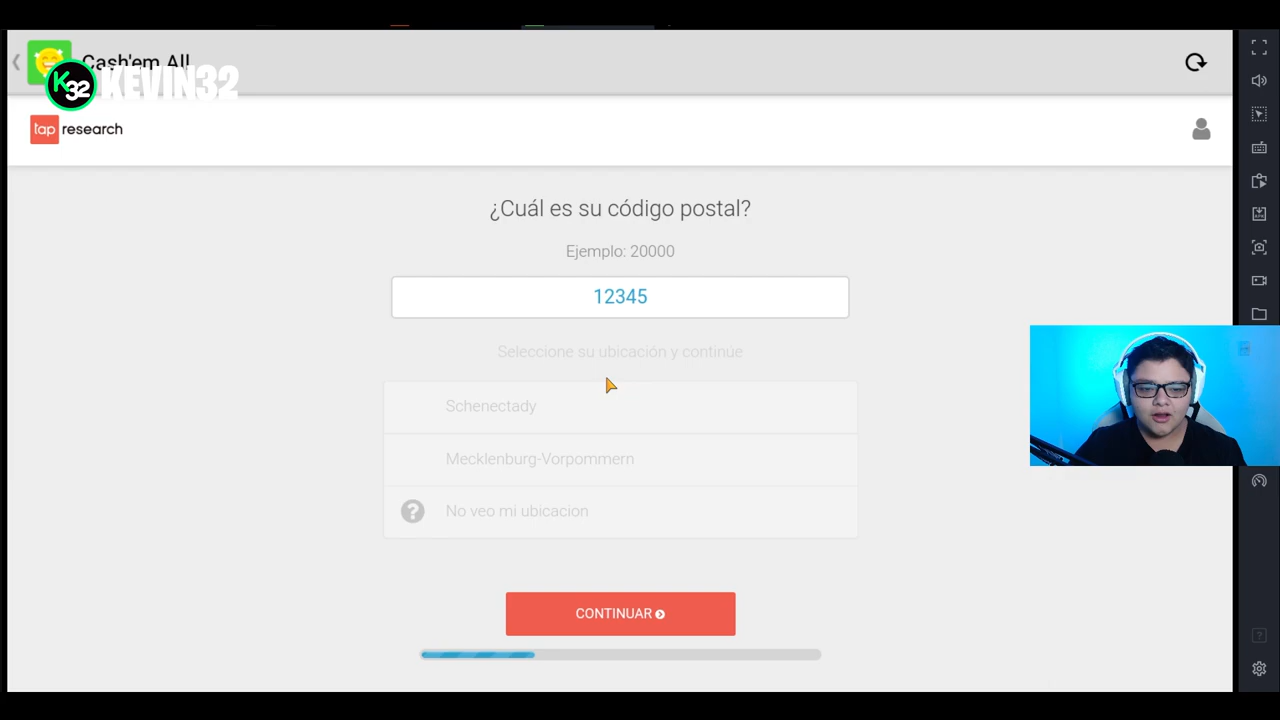 Cash'em All
K32 KEVIN32
tap research
¿Cuál es su código postal?
Ejemplo: 20000
12345
Seleccione su ubicación y continúe
Schenectady
Mecklenburg-Vorpommern
? No veo mi ubicacion
CONTINUAR